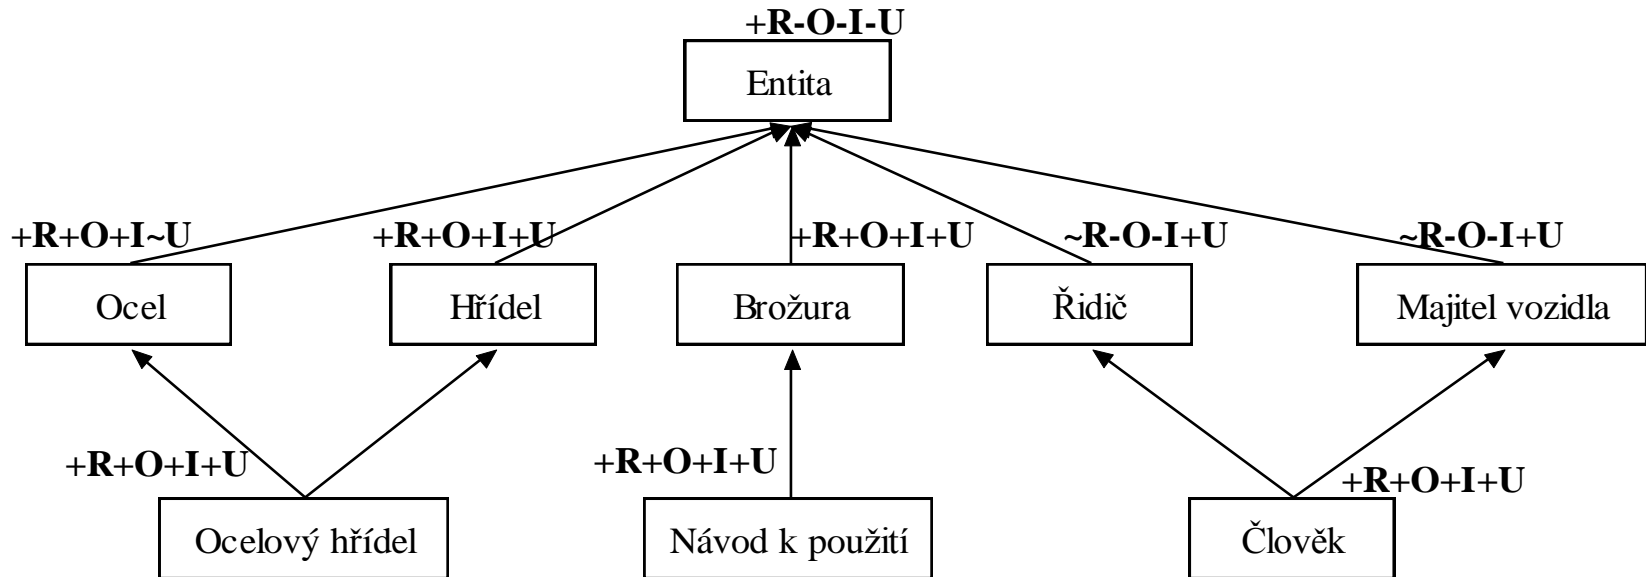 +R-O-I-U
Entita
+R+O+I~U
+R+O+I+U
+R+O+I+U
~R-O-I+U
~R-O-I+U
Ocel
Hřídel
Brožura
Řidič
Majitel vozidla
+R+O+I+U
+R+O+I+U
+R+O+I+U
Ocelový hřídel
Návod k použití
Člověk